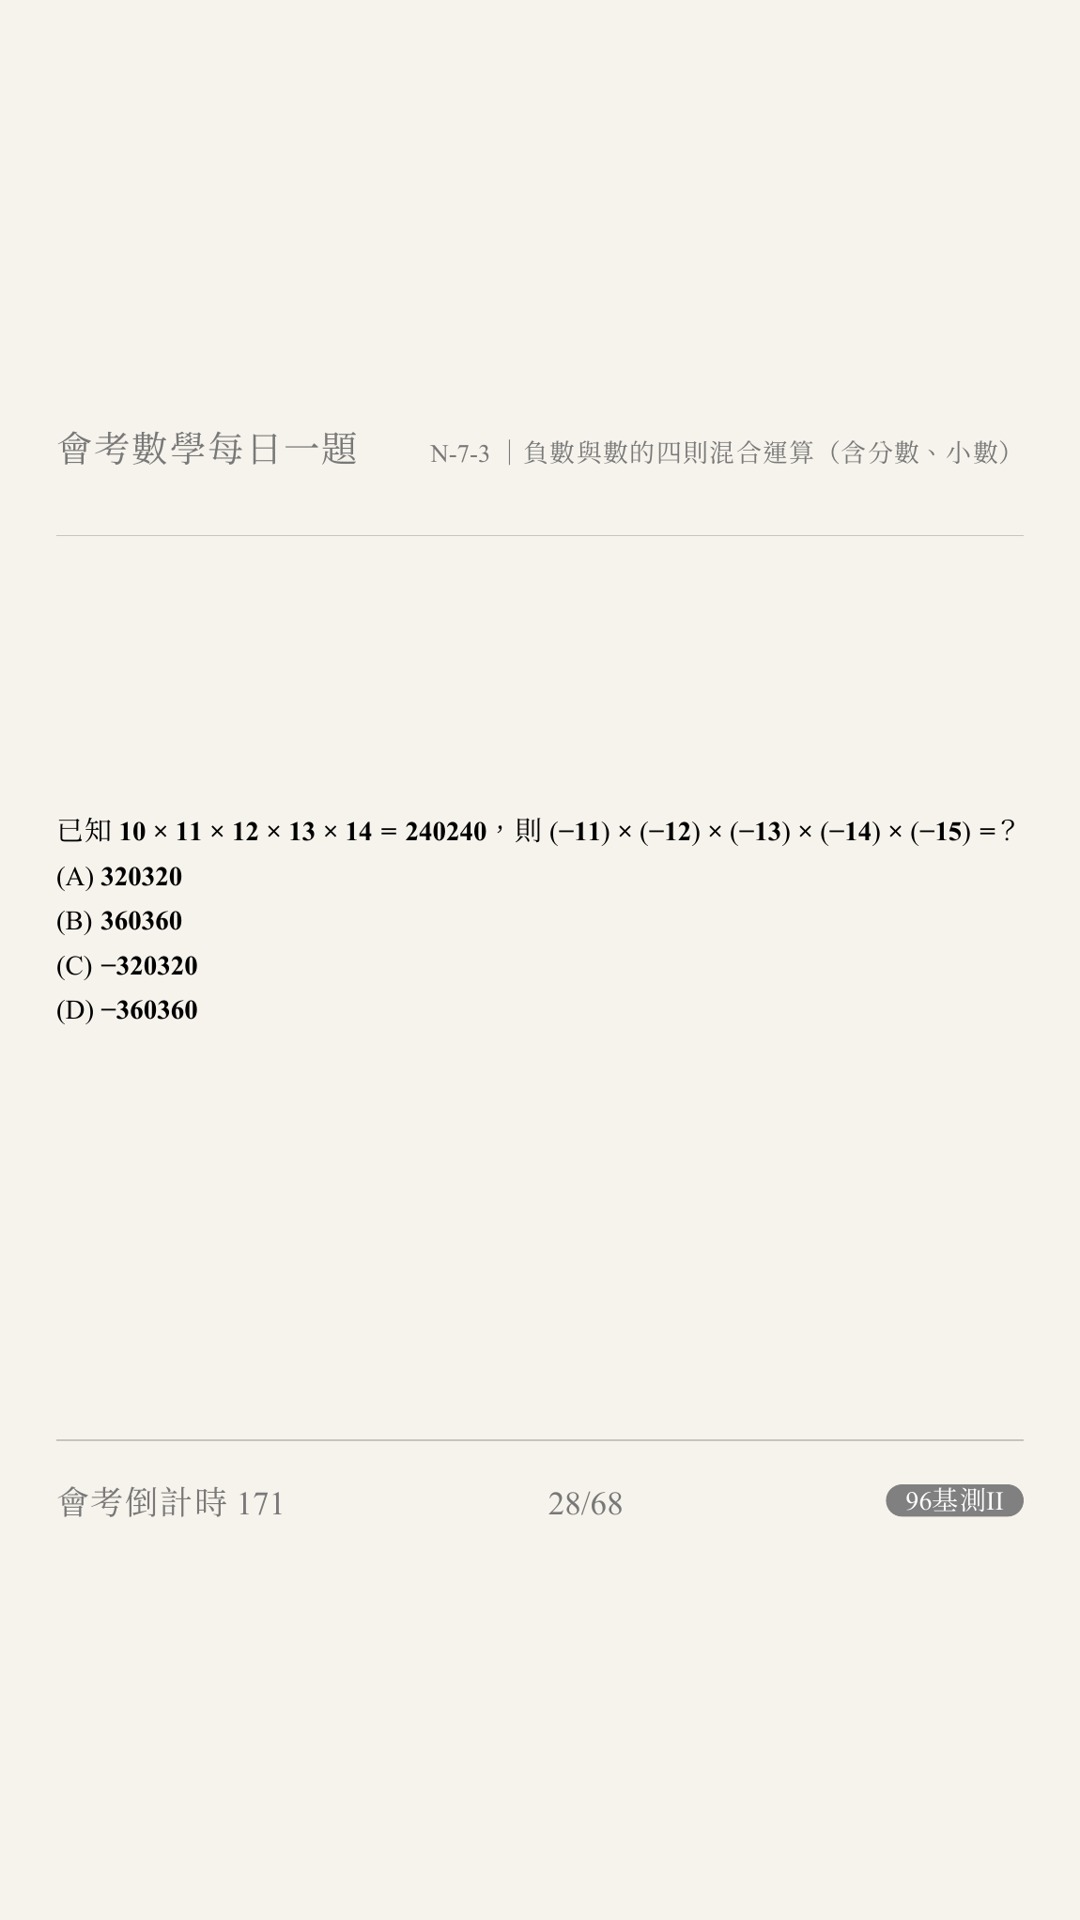 會考數學每日一題
N-7-3｜負數與數的四則混合運算（含分數、小數）
已知 10 × 11 × 12 × 13 × 14 = 240240，則 (−11) × (−12) × (−13) × (−14) × (−15) =？
(A) 320320
(B) 360360
(C) −320320
(D) −360360
會考倒計時 171
28/68
96基測II